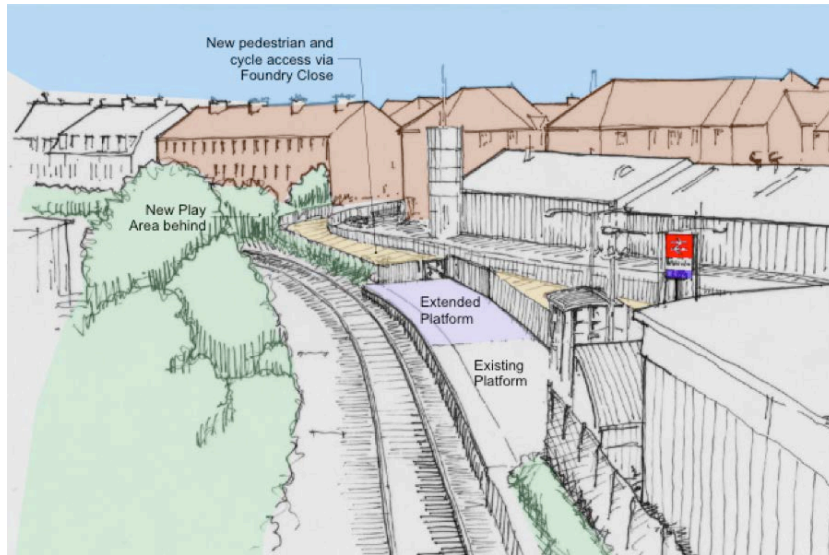 New pedestrian and
cycle access via
Foundry Close
New Play
Area behind
Extended
Platform
Existing
Platform